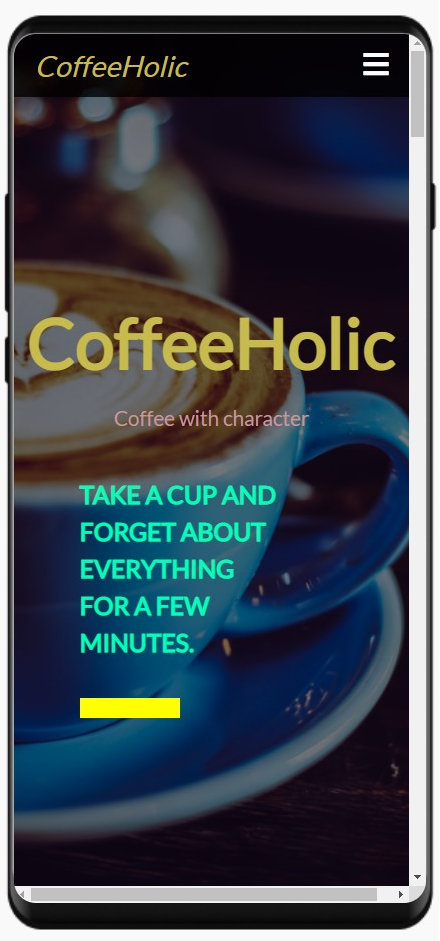 CoffeeHolic
CoffeeHolic
Coffee with character
TAKE A CUP AND
FORGET ABOUT
EVERYTHING
FOR A FEW
MINUTES.